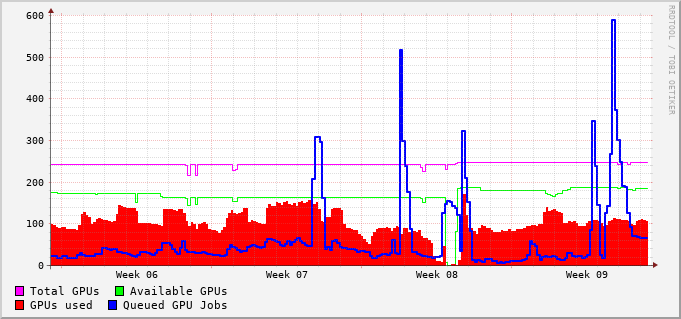 600
500
400
300
200
100
0
Week 06 Week 07 Week 08 Week 09
Total GPUs Available GPUs
GPUs used Queued GPU Jobs
RRDTOOL / TOBI OETIKER